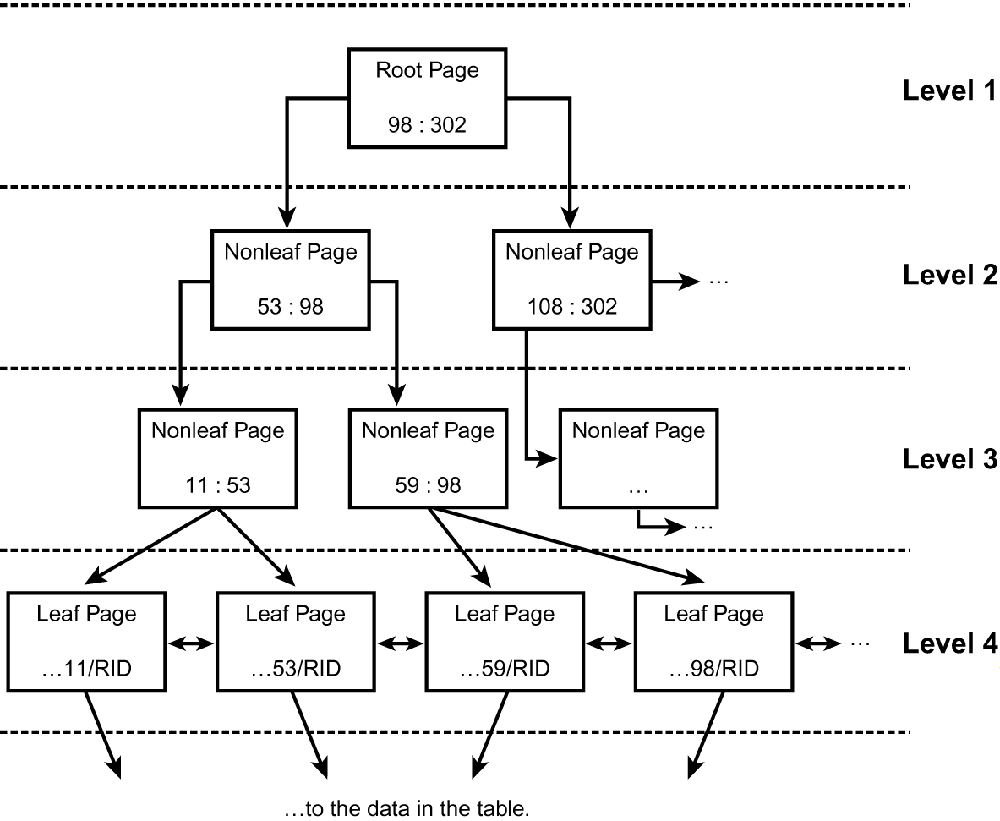 Root Page
98 : 302
Level 1
Nonleaf Page
53 : 98
Nonleaf Page
108 : 302
...
Level 2
Nonleaf Page
11 : 53
Nonleaf Page
59 : 98
Nonleaf Page
...
...
Level 3
Leaf Page
...11/RID
Leaf Page
...53/RID
Leaf Page
...59/RID
Leaf Page
...98/RID
...
Level 4
...to the data in the table.